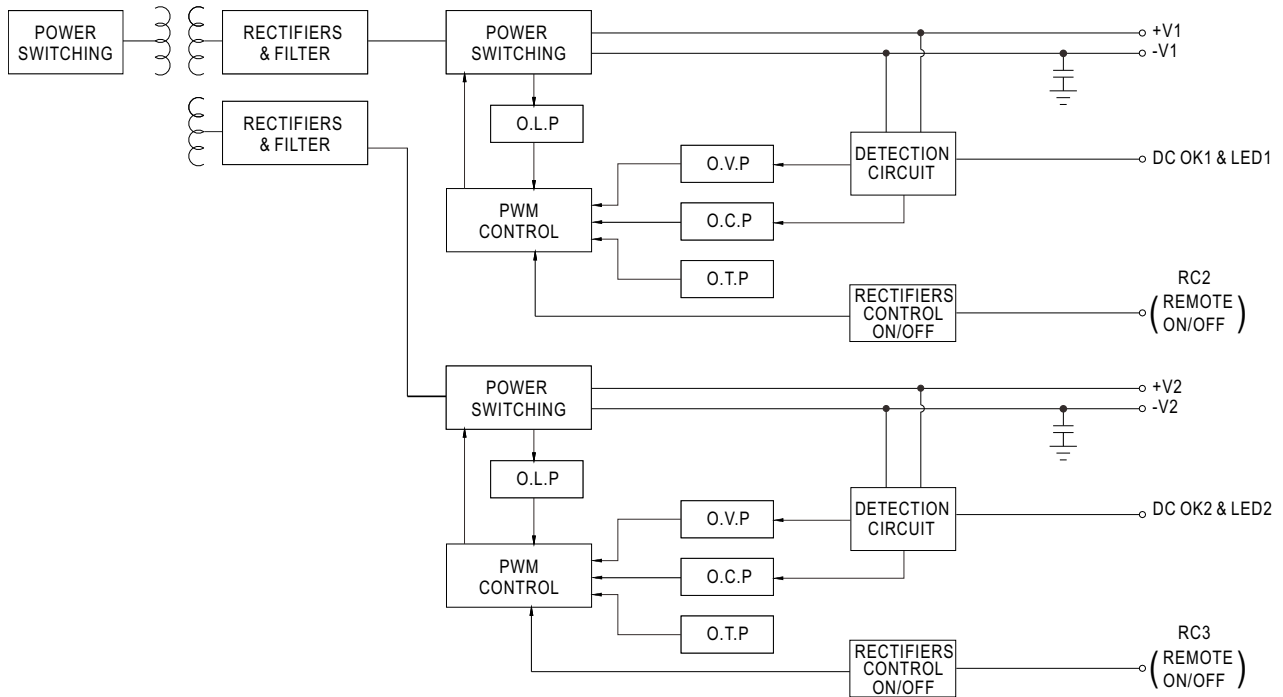 POWER
SWITCHING
RECTIFIERS
& FILTER
POWER
SWITCHING
+V1
-V1
RECTIFIERS
& FILTER
O.L.P
DETECTION
CIRCUIT
DC OK1 & LED1
O.V.P
PWM
CONTROL
O.C.P
O.T.P
RECTIFIERS
CONTROL
ON/OFF
RC2
(REMOTE
ON/OFF)
POWER
SWITCHING
+V2
-V2
O.L.P
DETECTION
CIRCUIT
DC OK2 & LED2
O.V.P
PWM
CONTROL
O.C.P
O.T.P
RECTIFIERS
CONTROL
ON/OFF
RC3
(REMOTE
ON/OFF)